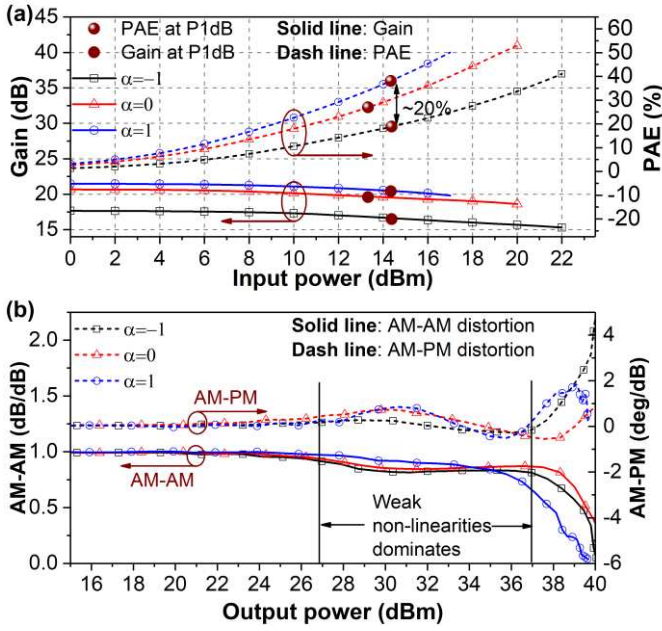 (a)
PAE at P1dB
Gain at P1dB
Solid line: Gain
Dash line: PAE
α=−1
α=0
α=1
~20%
45
40
35
30
25
20
15
Gain (dB)
60
50
40
30
20
10
0
-10
-20
PAE (%)
0 2 4 6 8 10 12 14 16 18 20 22
Input power (dBm)
(b)
α=−1
α=0
α=1
Solid line: AM-AM distortion
Dash line: AM-PM distortion
AM-PM
AM-AM
Weak
non-linearities
dominates
2.0
1.5
1.0
0.5
0.0
AM-AM (dB/dB)
4
2
0
-2
-4
-6
AM-PM (deg/dB)
16 18 20 22 24 26 28 30 32 34 36 38 40
Output power (dBm)